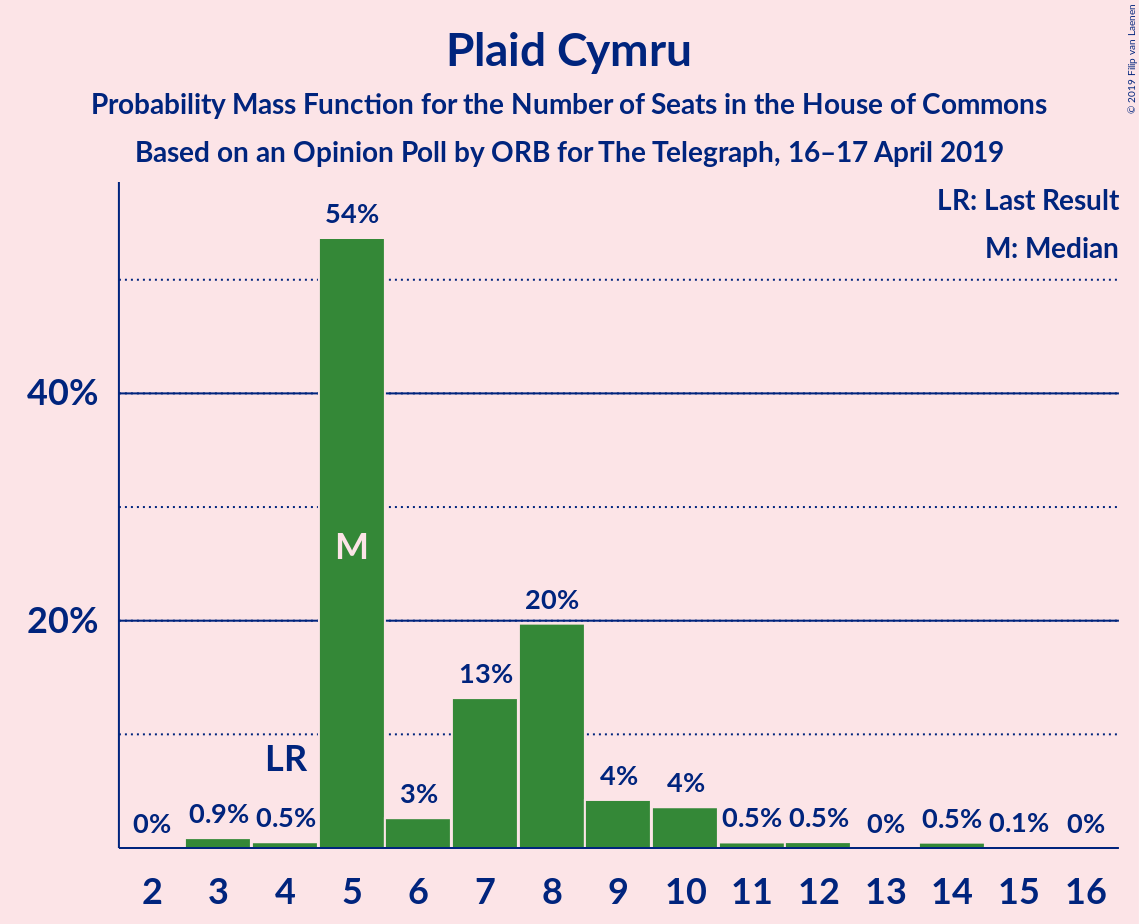 Plaid Cymru
Probability Mass Function for the Number of Seats in the House of Commons
Based on an Opinion Poll by ORB for The Telegraph, 16–17 April 2019
© 2019 Filip van Laenen
LR: Last Result
M: Median
54%
40%
M
20%
20%
13%
LR
4%
4%
3%
0%
0.9%
0.5%
0.5%
0.5%
0%
0.5%
0.1%
0%
2 3 4 5 6 7 8 9 10 11 12 13 14 15 16